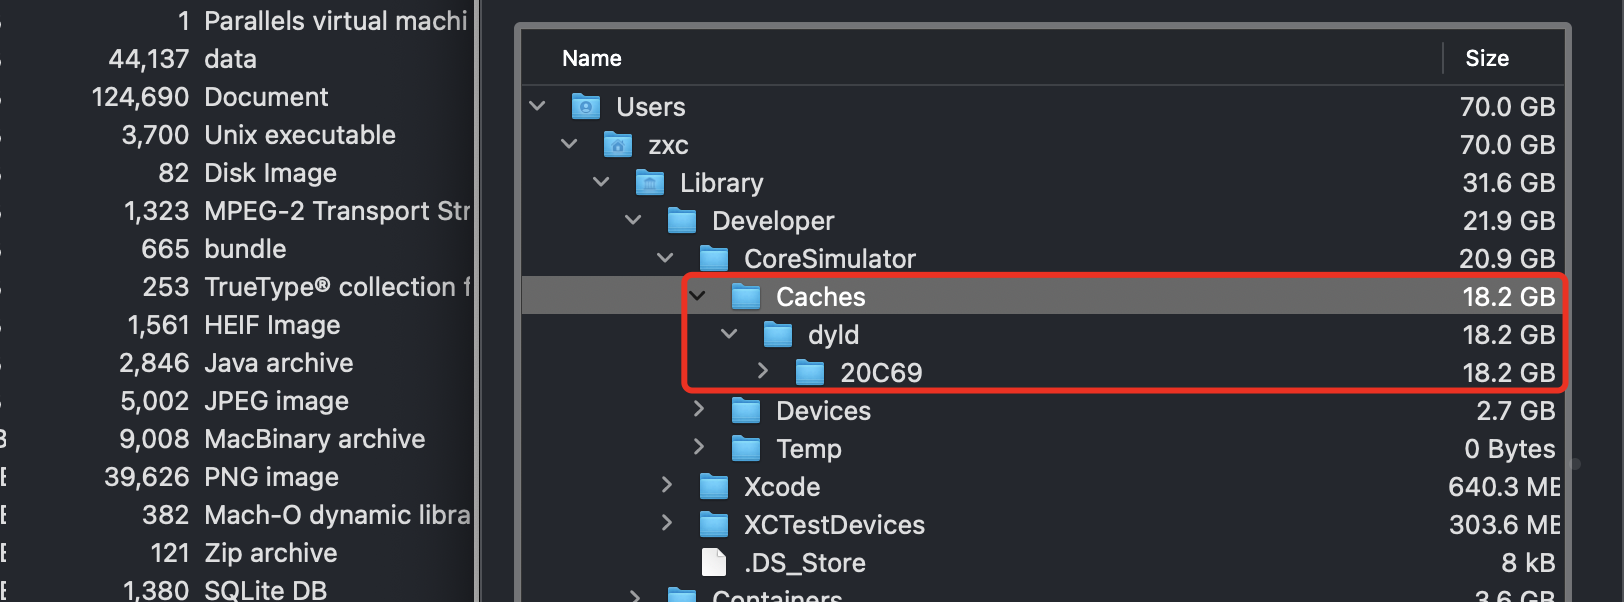 1 Parallels virtual machi
44,137 data
124,690 Document
3,700 Unix executable
82 Disk Image
1,323 MPEG-2 Transport Str
665 bundle
253 TrueType® collection f
1,561 HEIF Image
2,846 Java archive
5,002 JPEG image
9,008 MacBinary archive
39,626 PNG image
382 Mach-O dynamic libra
121 Zip archive
1,380 SQLite DB
Name Size
Users 70.0 GB
zxc 70.0 GB
Library 31.6 GB
Developer 21.9 GB
CoreSimulator 20.9 GB
Caches 18.2 GB
dyld 18.2 GB
20C69 18.2 GB
Devices 2.7 GB
Temp 0 Bytes
Xcode 640.3 MB
XCTestDevices 303.6 MB
.DS_Store 8 kB
Containers 3.6 GB